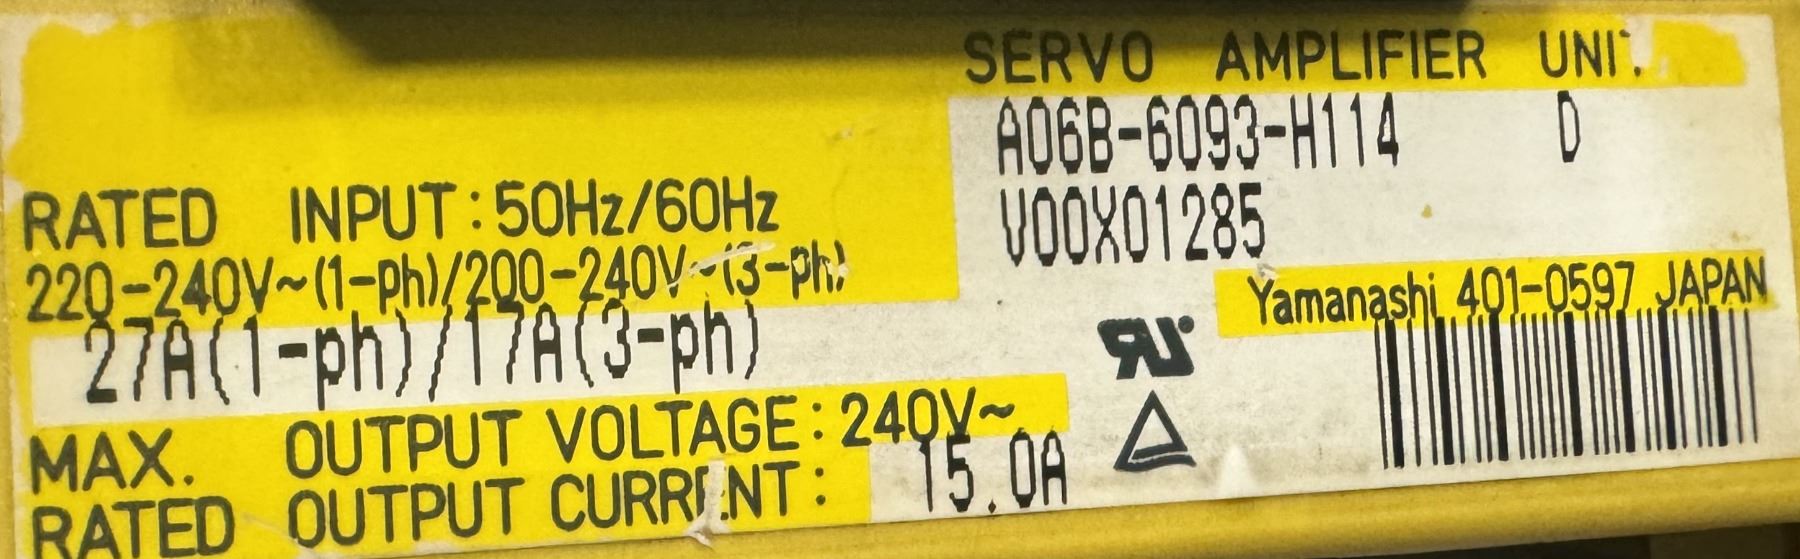 SERVO AMPLIFIER UNIT
A06B-6093-H114 D
V00X01285
Yamanashi 401-0597 JAPAN
RATED INPUT : 50Hz/60Hz
220-240V~(1-ph)/200-240V~(3-ph)
27A(1-ph)/17A(3-ph)
MAX. OUTPUT VOLTAGE : 240V~
RATED OUTPUT CURRENT : 15.0A